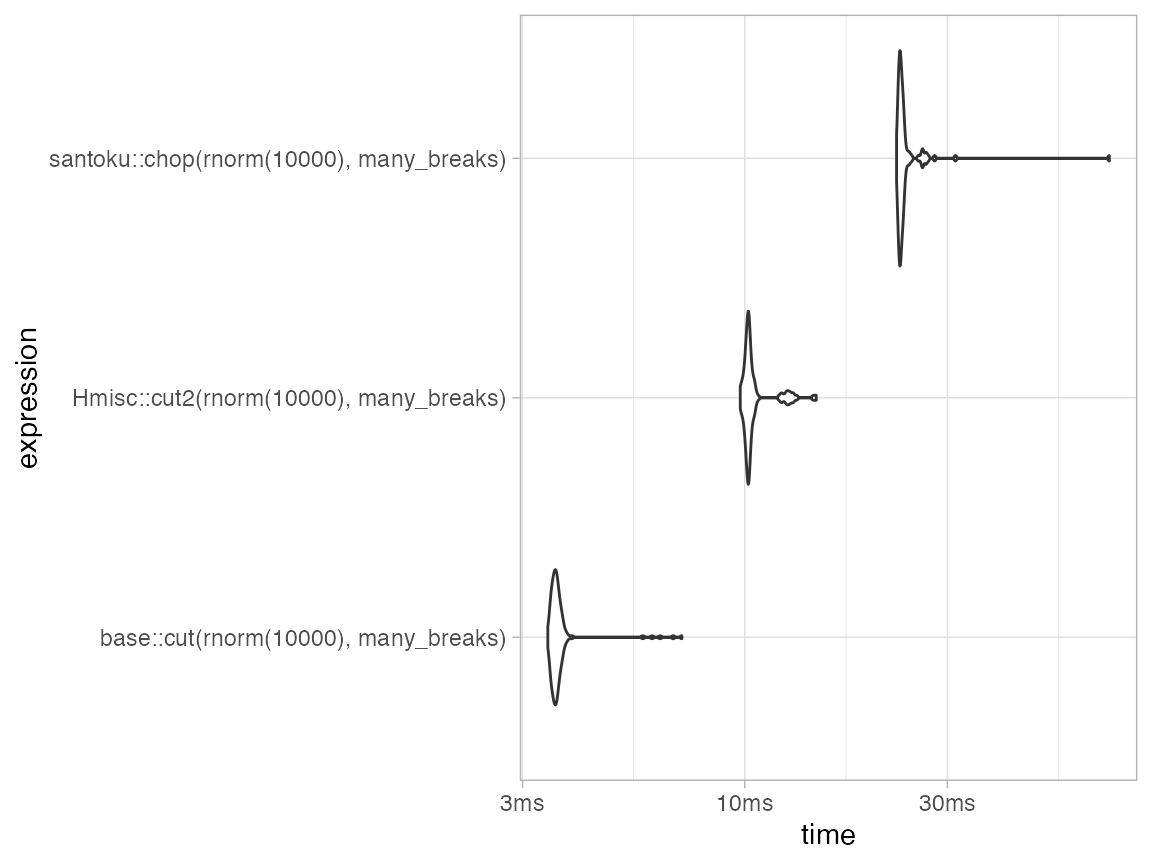 santoku::chop(rnorm(10000), many_breaks)
Hmisc::cut2(rnorm(10000), many_breaks)
base::cut(rnorm(10000), many_breaks)
expression
3ms
10ms
30ms
time